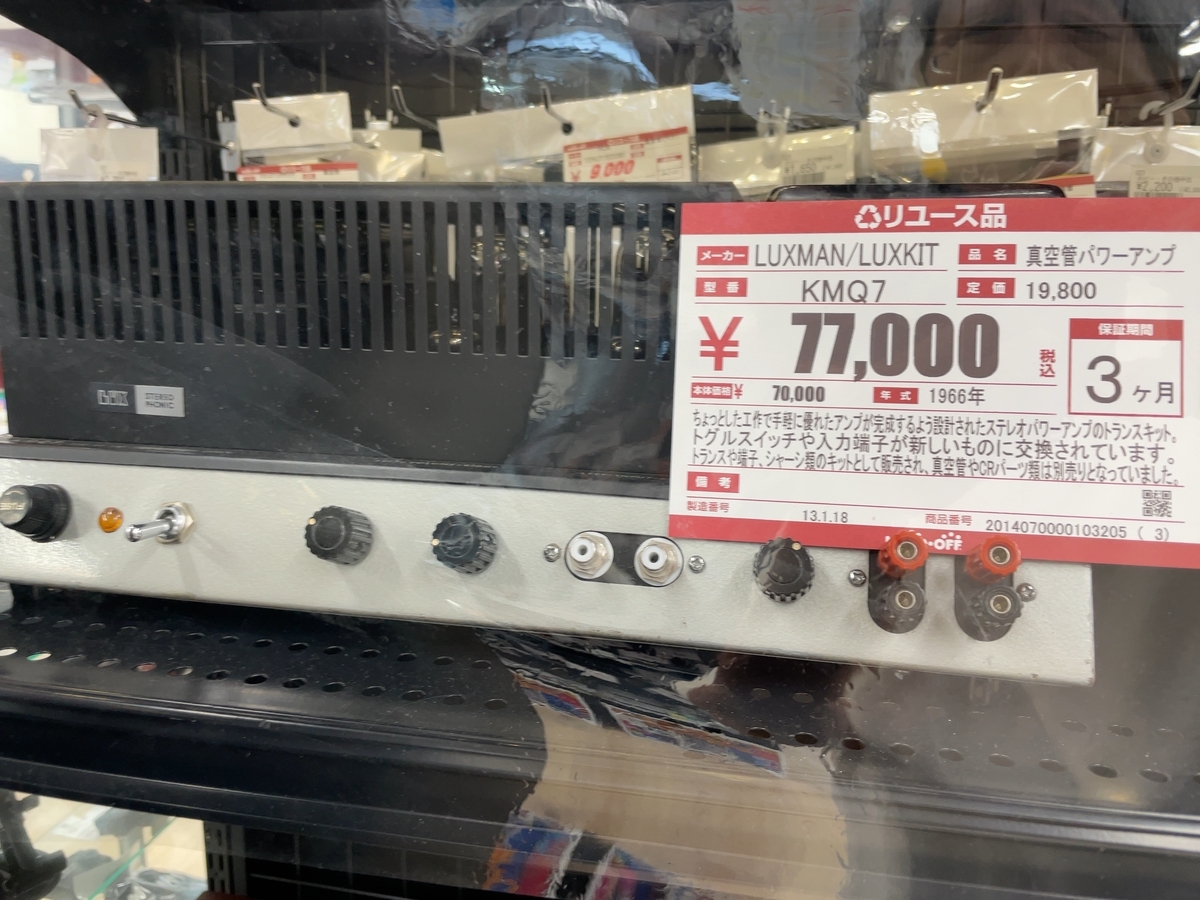 ¥ 9,000
¥1,650
¥2,200
リユース品
メーカー LUXMAN/LUXKIT 品名 真空管パワーアンプ
型番 KMQ7 定価 19,800
¥ 77,000 税込 保証期間 3ヶ月
本体価格¥ 70,000 年式 1966年
ちょっとした工作で手軽に優れたアンプが完成するよう設計されたステレオパワーアンプのトランスキット。
トグルスイッチや入力端子が新しいものに交換されています。
トランスや端子、シャーシ類のキットとして販売され、真空管やCRパーツ類は別売りとなっていました。
備考
製造番号 13.1.18 商品番号 2014070000103205 ( 3)
OFF
LUX STEREO
PHONIC